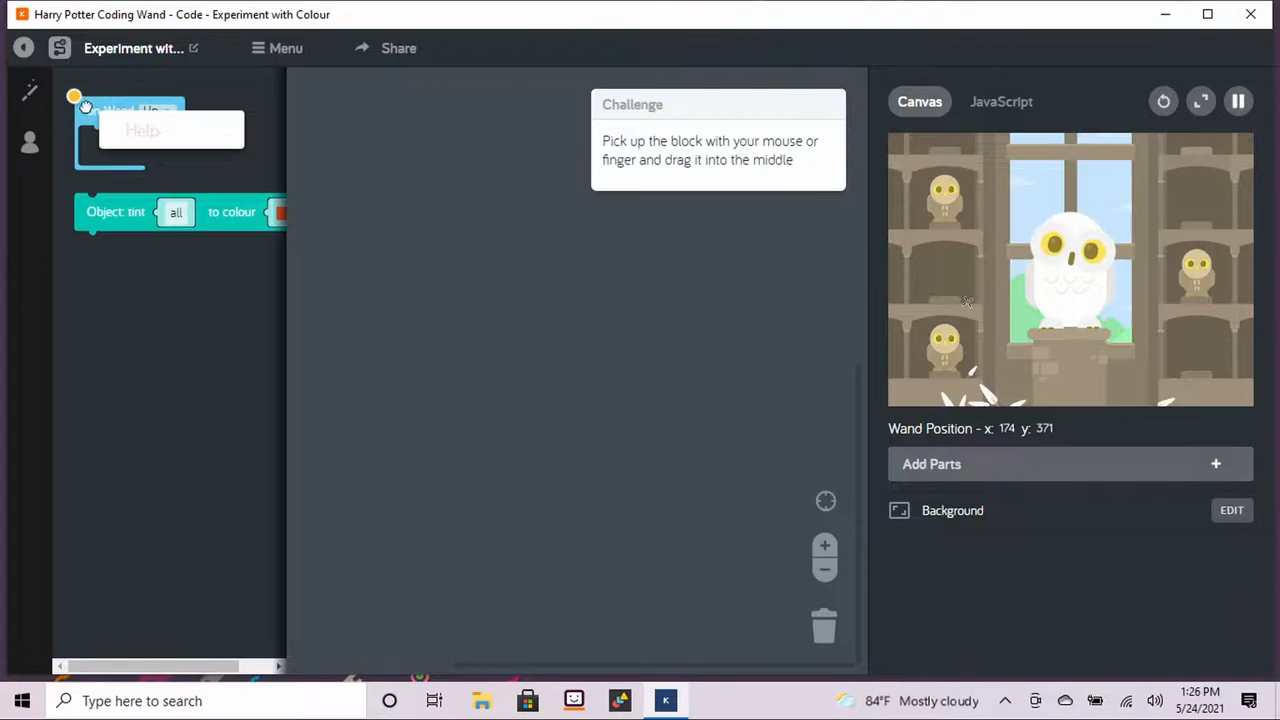 Harry Potter Coding Wand - Code - Experiment with Colour
Experiment wit...
Menu
Share
Wand Up
Help
Object: tint all to colour
Challenge
Pick up the block with your mouse or
finger and drag it into the middle
Canvas
JavaScript
Wand Position - x: 174 y: 371
Add Parts +
Background
EDIT
K
Type here to search
84°F Mostly cloudy
1:26 PM
5/24/2021